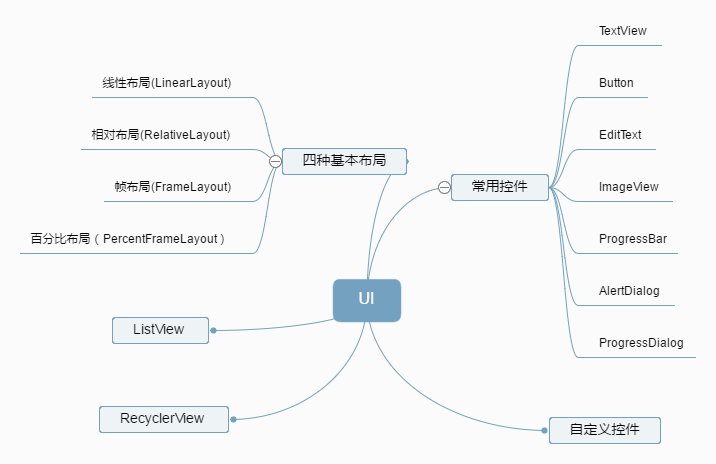 UI
四种基本布局
线性布局(LinearLayout)
相对布局(RelativeLayout)
帧布局(FrameLayout)
百分比布局（PercentFrameLayout）
常用控件
TextView
Button
EditText
ImageView
ProgressBar
AlertDialog
ProgressDialog
ListView
RecyclerView
自定义控件